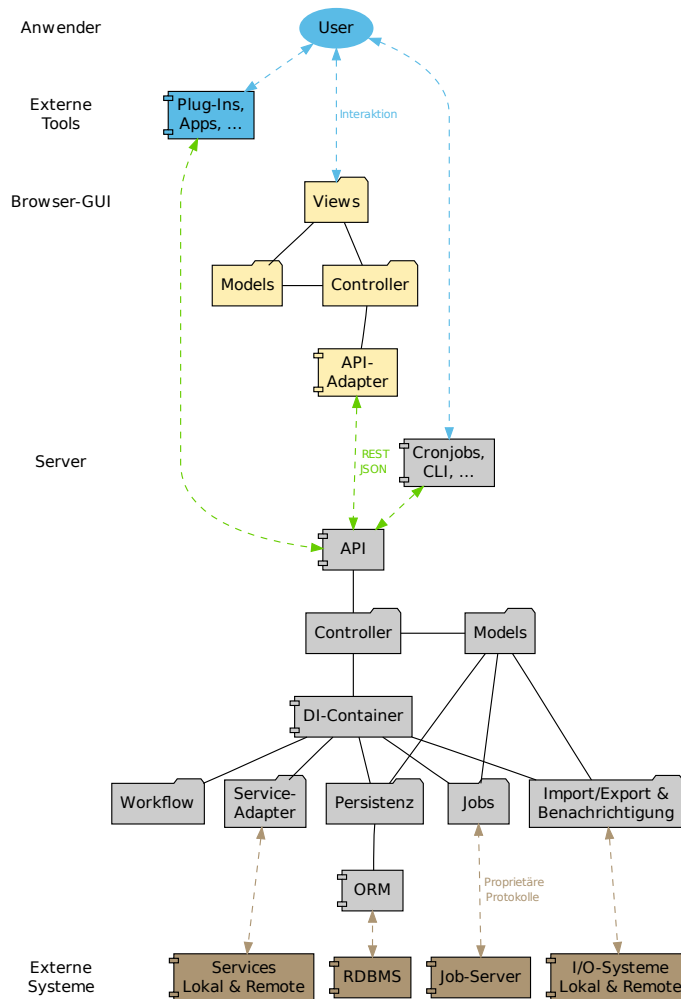 Anwender
User
Externe
Tools
Plug-Ins,
Apps, ...
Interaktion
Browser-GUI
Views
Models
Controller
API-
Adapter
Server
REST
JSON
Cronjobs,
CLI, ...
API
Controller
Models
DI-Container
Workflow
Service-
Adapter
Persistenz
Jobs
Import/Export &
Benachrichtigung
ORM
Proprietäre
Protokolle
Externe
Systeme
Services
Lokal & Remote
RDBMS
Job-Server
I/O-Systeme
Lokal & Remote